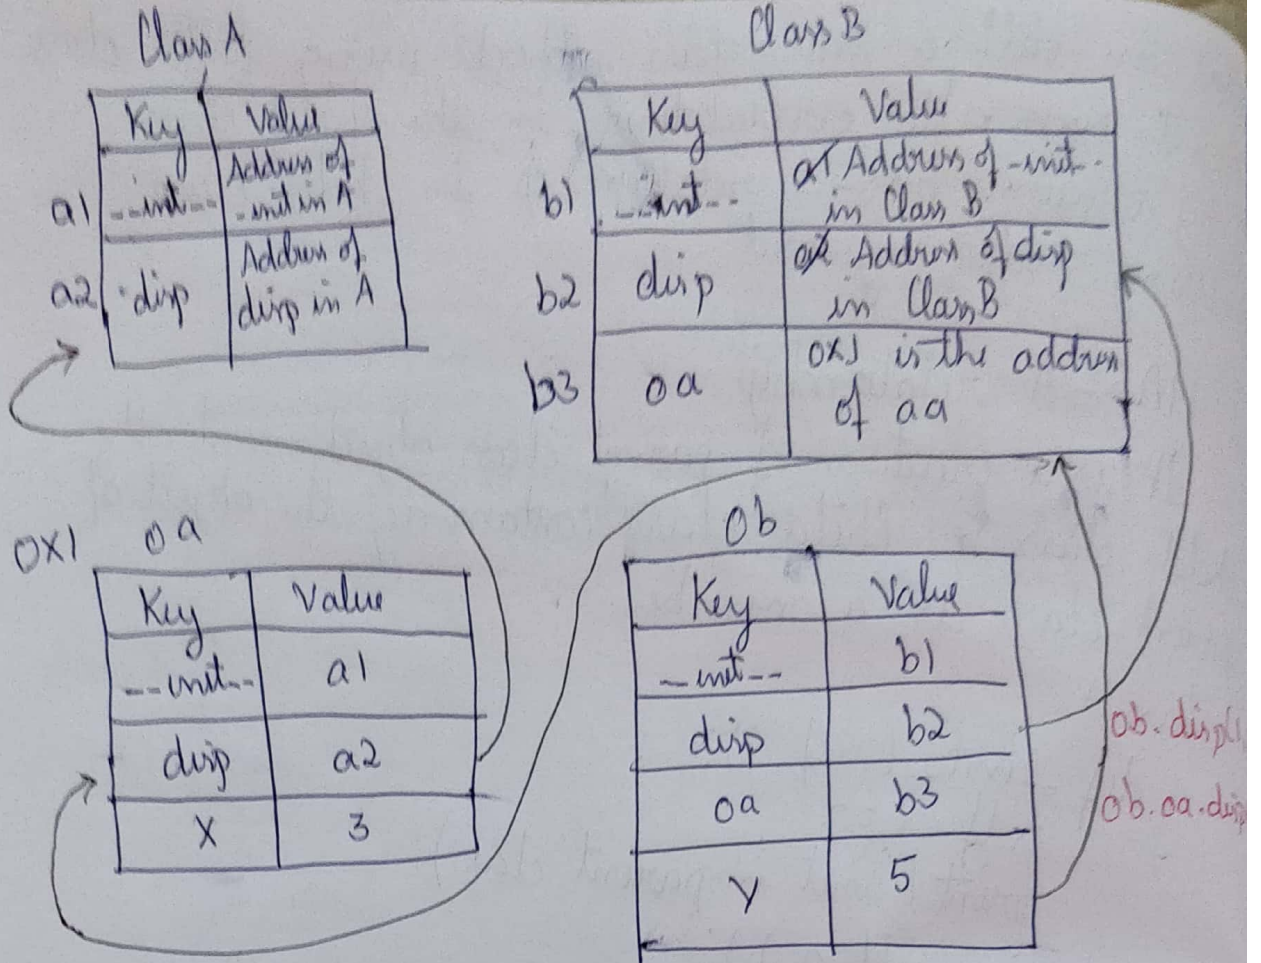 Class A
Key Value
a1 __init__ Address of
_init in A
a2 disp Address of
disp in A
Class B
Key Value
b1 __init__ Address of _init_
in Class B
b2 disp Address of disp
in Class B
b3 oa 0x1 is the address
of aa
0x1 oa
Key Value
__init__ a1
disp a2
X 3
Ob
Key Value
__init__ b1
disp b2
oa b3
Y 5
Ob.disp(
Ob.oa.disp